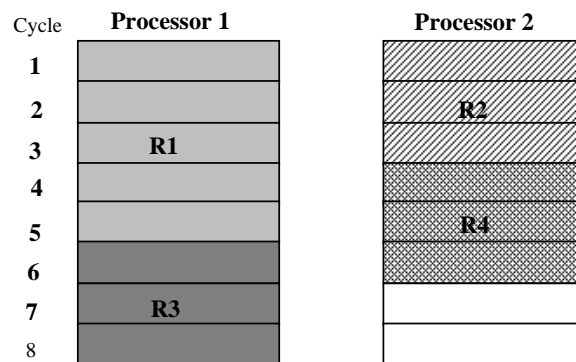 Cycle Processor 1 Processor 2
1
2 R2
3 R1
4
5 R4
6
7 R3
8